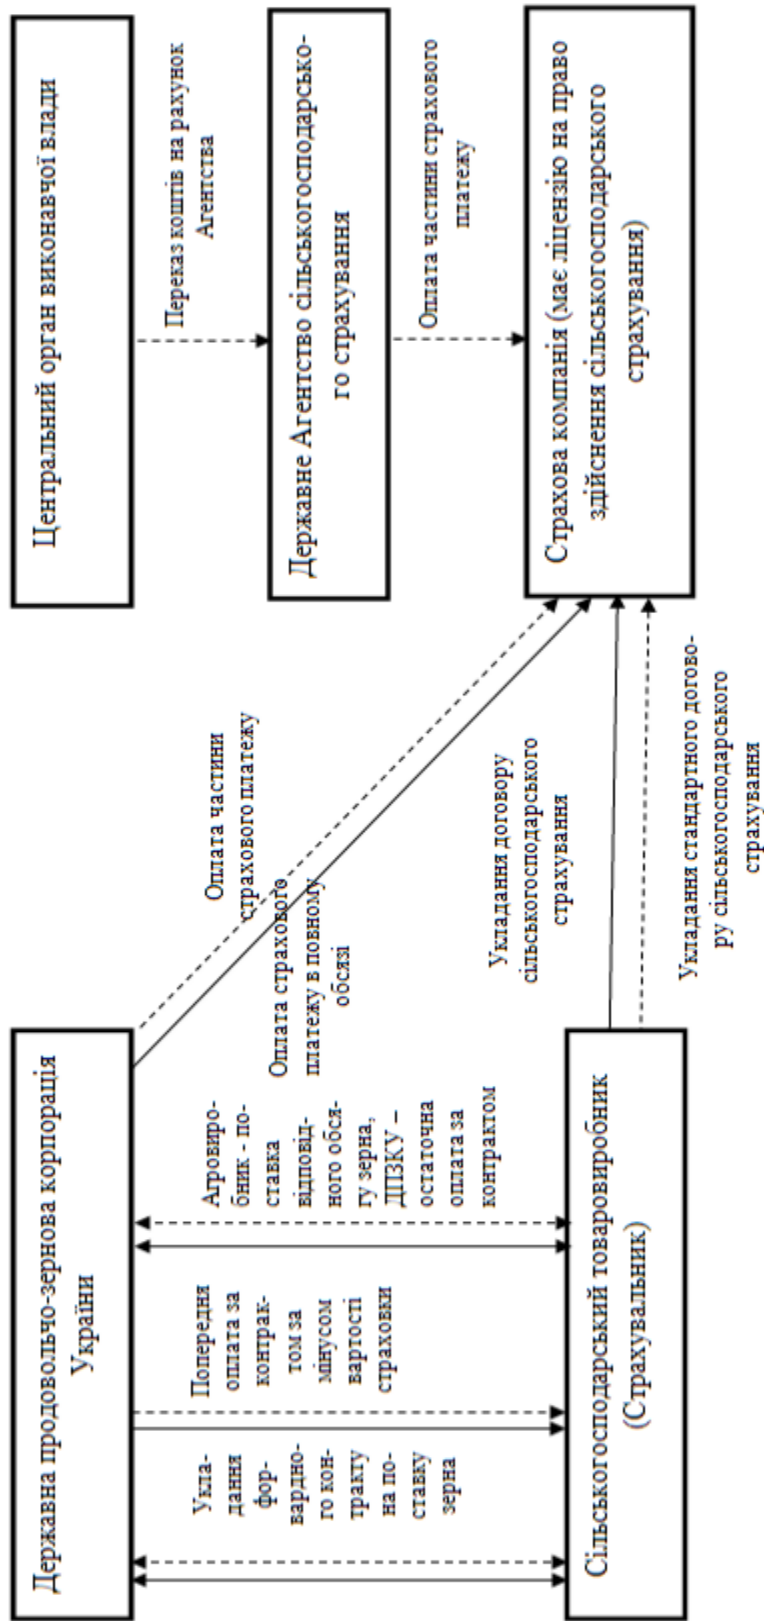 Державна продовольчо-зернова корпорація
України
Центральний орган виконавчої влади
Переказ коштів на рахунок
Агентства
Державне Агентство сільськогосподарсько-
го страхування
Оплата частини страхового
платежу
Страхова компанія (має ліцензію на право
здійснення сільськогосподарського
страхування)
Оплата частини
страхового платежу
Оплата страхового
платежу в повному
обсязі
Укла-
дання
фор-
вардно-
го кон-
тракту
на по-
ставку
зерна
Попередня
оплата за
контрак-
том за
мінусом
вартості
страховки
Агровиро-
бник - по-
ставка
відповід-
ного обся-
гу зерна,
ДПЗКУ –
остаточна
оплата за
контрактом
Укладання договору
сільськогосподарського
страхування
Укладання стандартного догово-
ру сільськогосподарського
страхування
Сільськогосподарський товаровиробник
(Страхувальник)